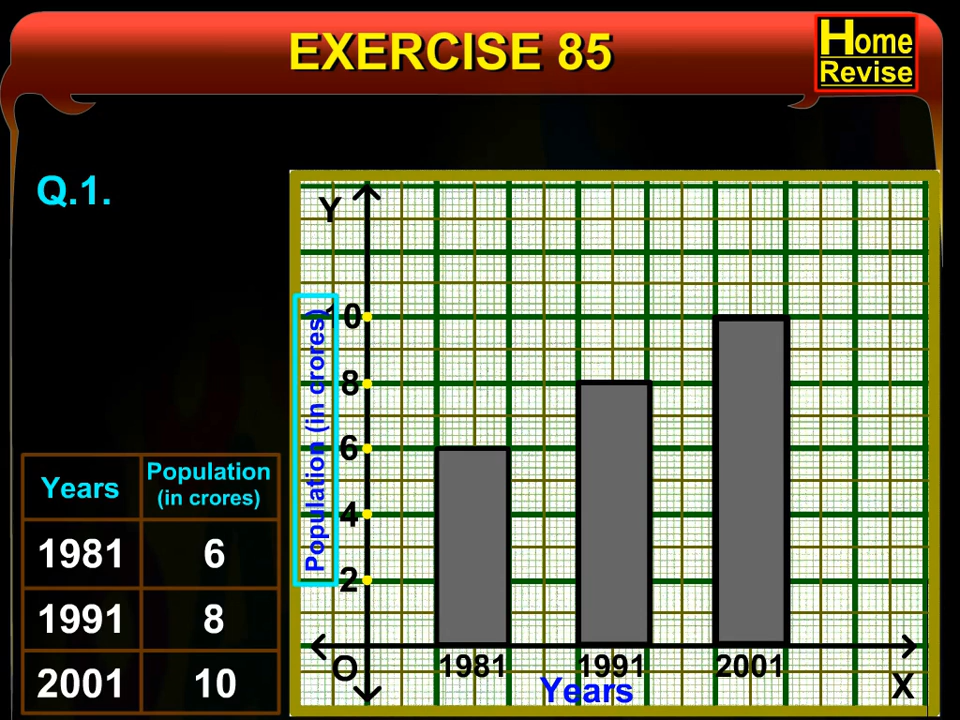 EXERCISE 85
Home
Revise
Q.1.
Y
Population (in crores)
0
8
6
4
2
O
1981 1991 2001
Years
X
Years Population
(in crores)
1981 6
1991 8
2001 10